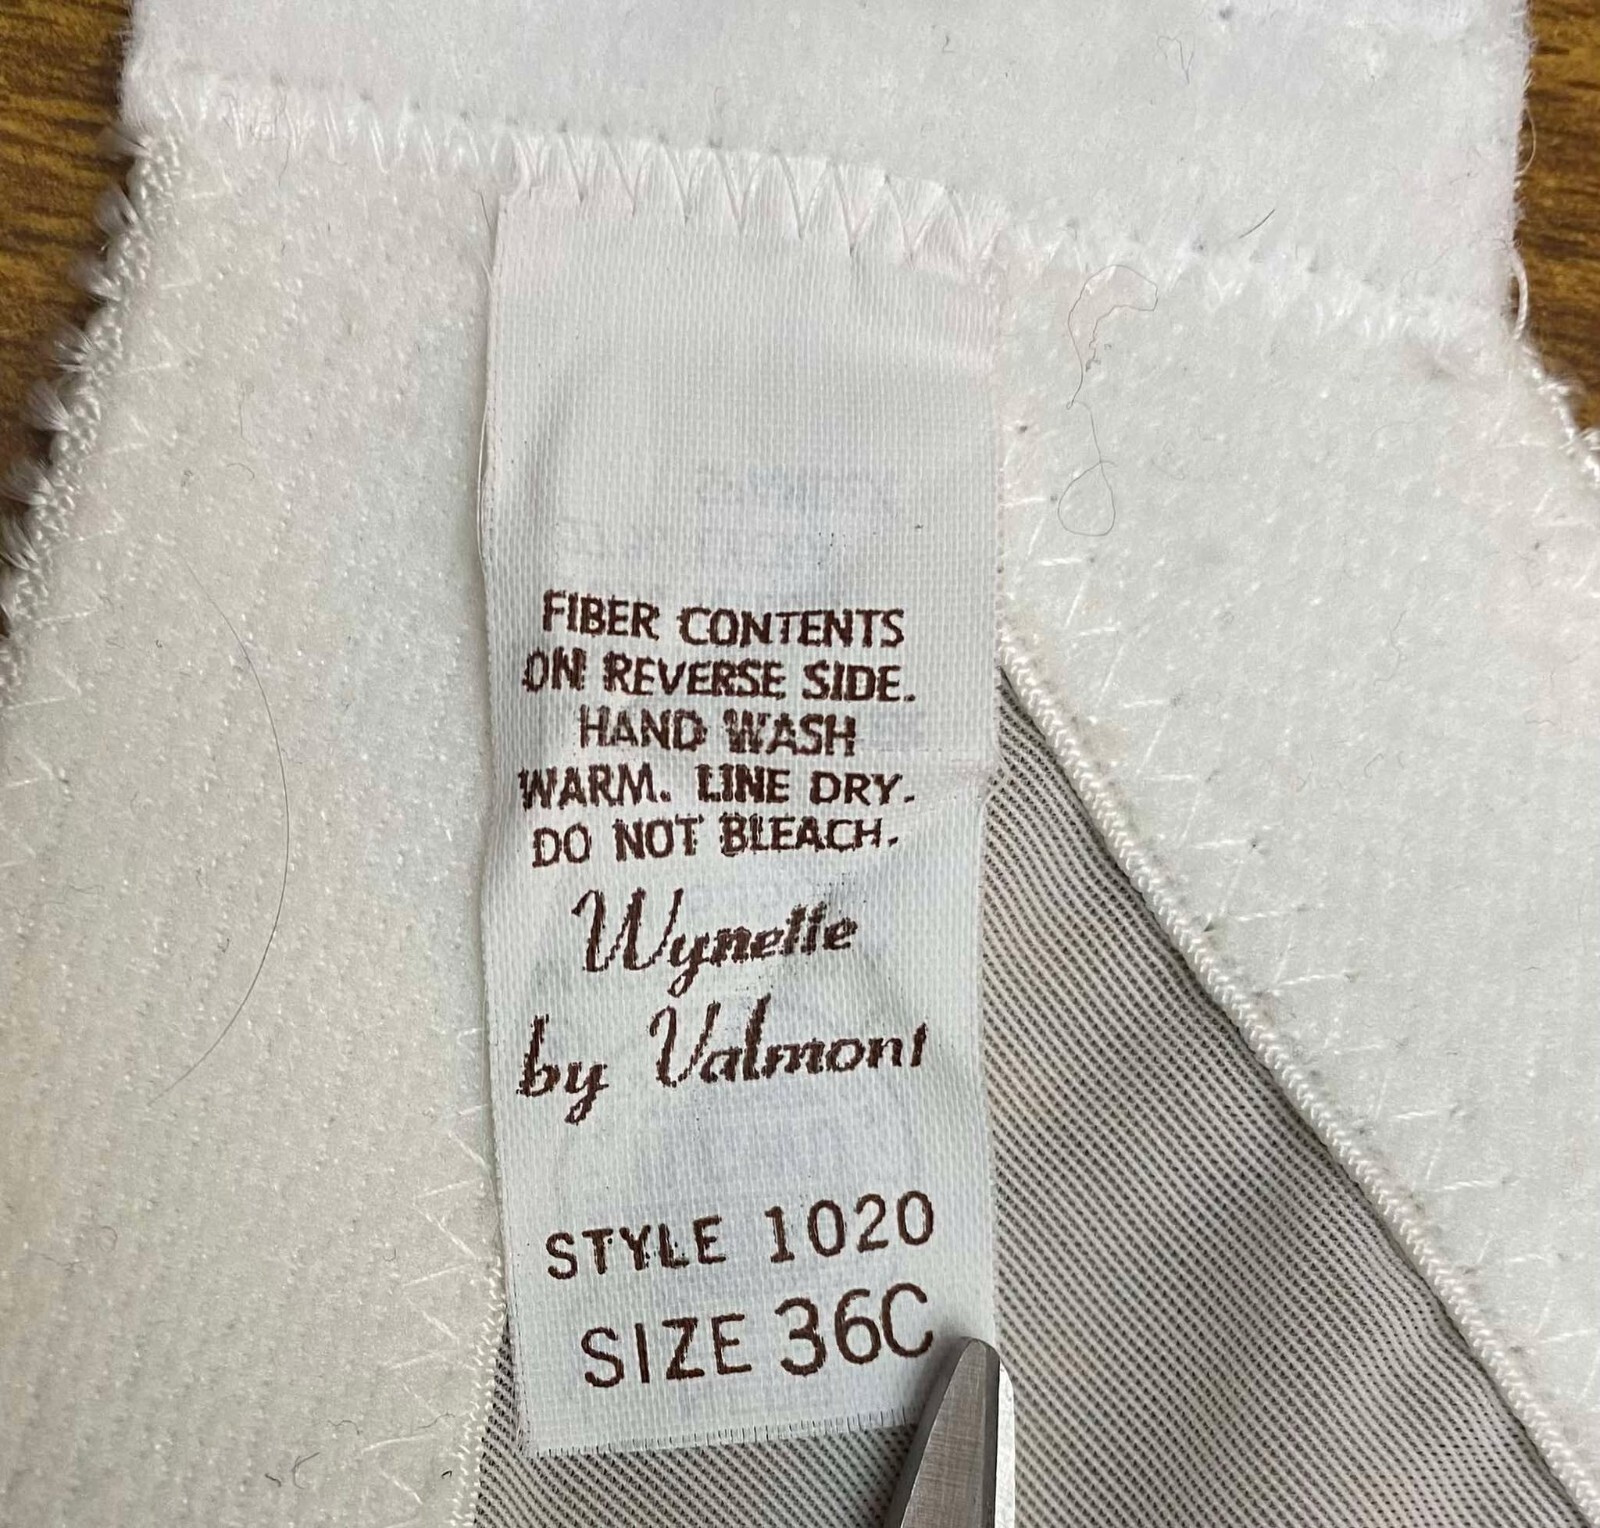 FIBER CONTENTS
ON REVERSE SIDE.
HAND WASH
WARM. LINE DRY.
DO NOT BLEACH.
Wynette
by Valmont
STYLE 1020
SIZE 36C